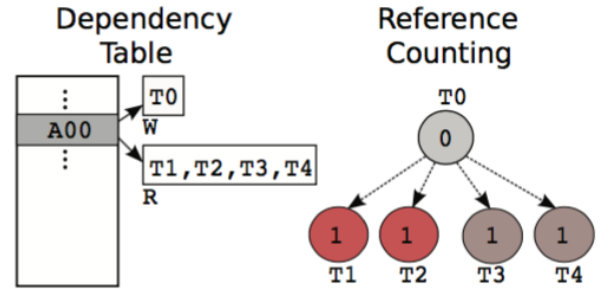 Dependency
Table
⋮
A00
⋮
T0
W
T1,T2,T3,T4
R
Reference
Counting
T0
0
1 1 1 1
T1 T2 T3 T4